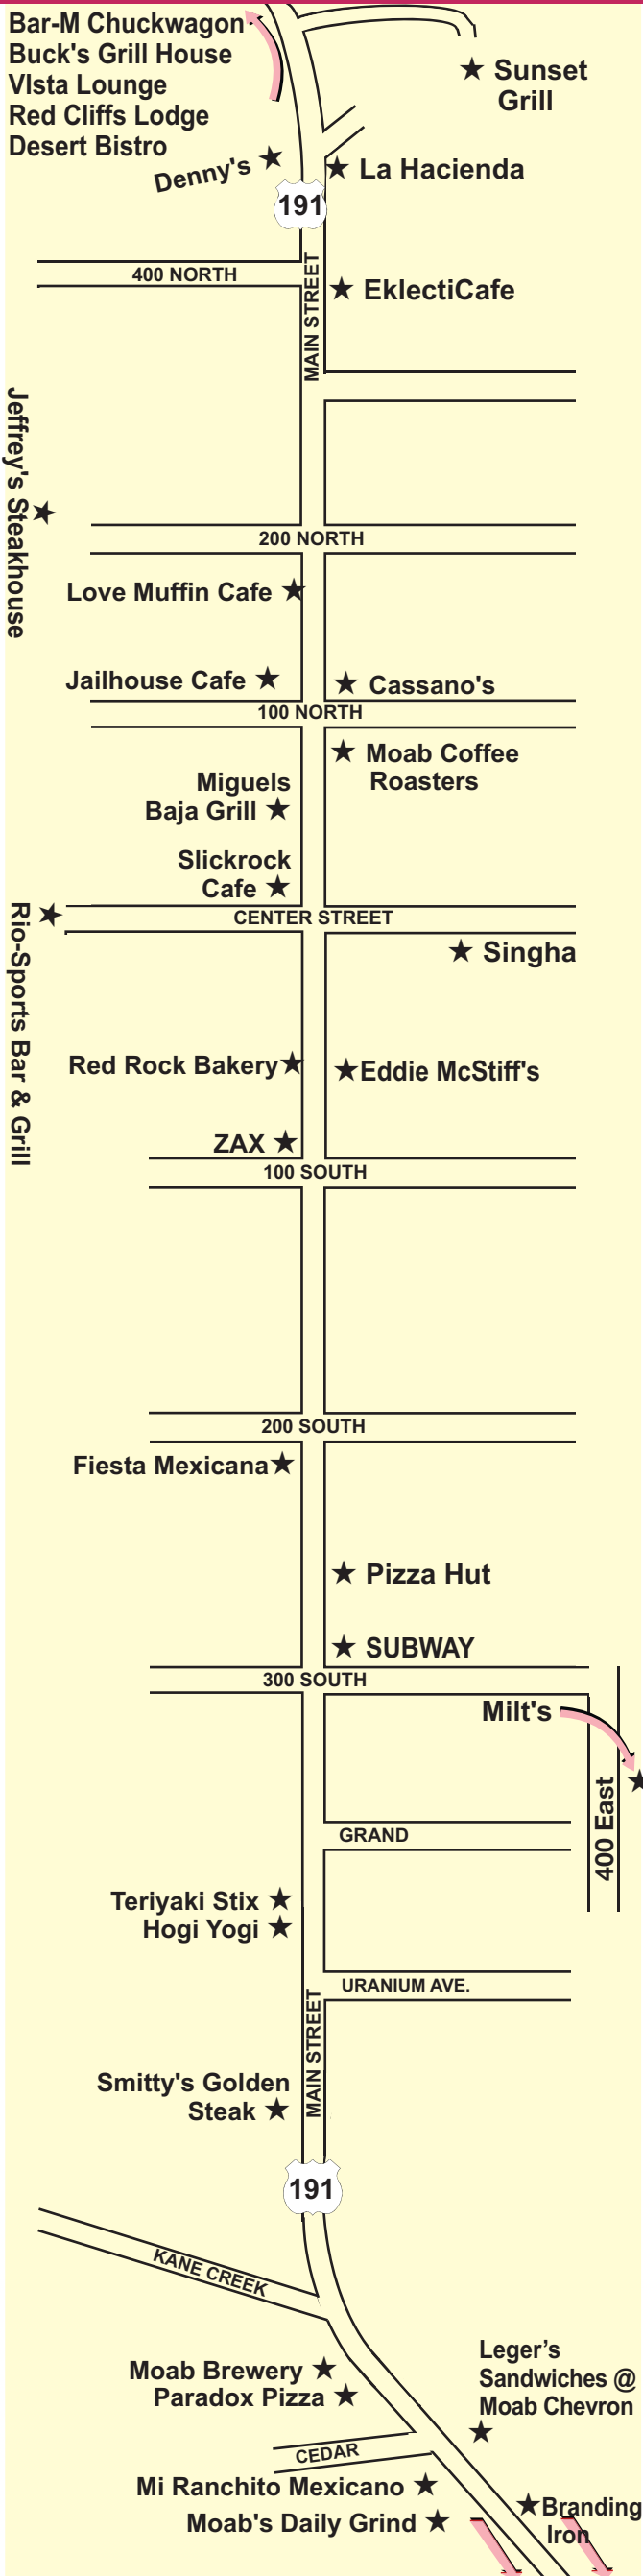 Bar-M Chuckwagon
Buck's Grill House
VIsta Lounge
Red Cliffs Lodge
Desert Bistro
Sunset
Grill
Denny's
La Hacienda
191
400 NORTH
MAIN STREET
EklectiCafe
Jeffrey's Steakhouse
200 NORTH
Love Muffin Cafe
Jailhouse Cafe
Cassano's
100 NORTH
Moab Coffee
Roasters
Miguels
Baja Grill
Slickrock
Cafe
Rio-Sports Bar & Grill
CENTER STREET
Singha
Red Rock Bakery
Eddie McStiff's
ZAX
100 SOUTH
200 SOUTH
Fiesta Mexicana
Pizza Hut
SUBWAY
300 SOUTH
Milt's
400 East
GRAND
Teriyaki Stix
Hogi Yogi
URANIUM AVE.
MAIN STREET
Smitty's Golden
Steak
191
KANE CREEK
Leger’s
Sandwiches @
Moab Chevron
Moab Brewery
Paradox Pizza
CEDAR
Mi Ranchito Mexicano
Moab's Daily Grind
Branding
Iron